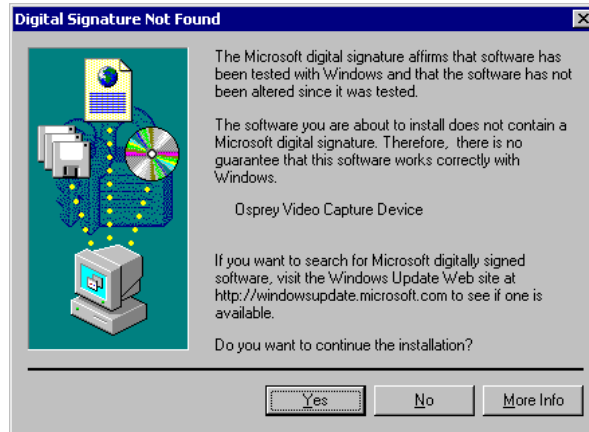 Digital Signature Not Found
The Microsoft digital signature affirms that software has
been tested with Windows and that the software has not
been altered since it was tested.
The software you are about to install does not contain a
Microsoft digital signature. Therefore, there is no
guarantee that this software works correctly with
Windows.
Osprey Video Capture Device
If you want to search for Microsoft digitally signed
software, visit the Windows Update Web site at
http://windowsupdate.microsoft.com to see if one is
available.
Do you want to continue the installation?
Yes No More Info